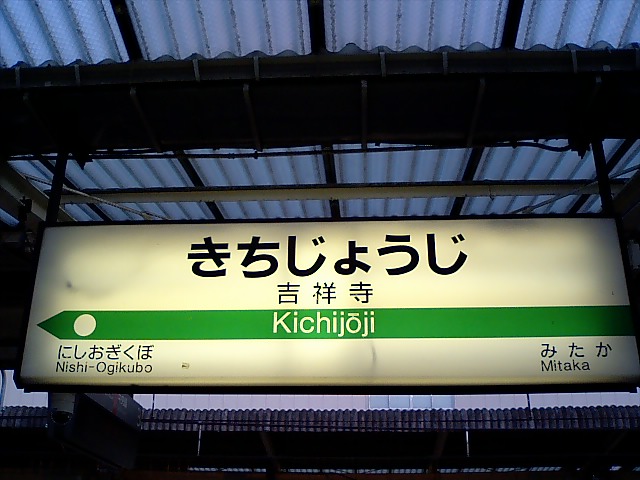 きちじょうじ
吉祥寺
Kichijōji
にしおぎくぼ
Nishi-Ogikubo
みたか
Mitaka